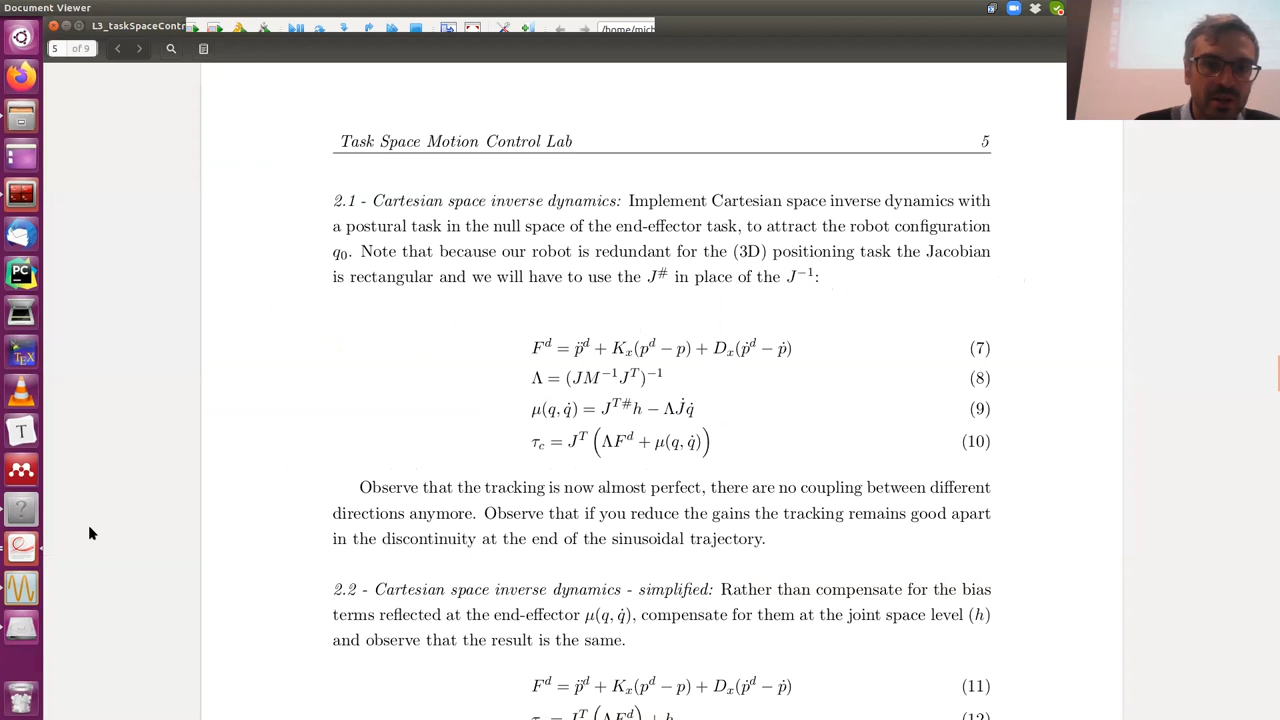 Document Viewer
L3_taskSpaceContr
/home/mich
5 of 9
Task Space Motion Control Lab 5
2.1 - Cartesian space inverse dynamics: Implement Cartesian space inverse dynamics with
a postural task in the null space of the end-effector task, to attract the robot configuration
q₀. Note that because our robot is redundant for the (3D) positioning task the Jacobian
is rectangular and we will have to use the J^# in place of the J⁻¹:
F^d = p̈^d + K_x(p^d − p) + D_x(ṗ^d − ṗ) (7)
Λ = (JM⁻¹J^T)⁻¹ (8)
μ(q, q̇) = J^{T#}h − ΛJ̇q̇ (9)
τ_c = J^T (ΛF^d + μ(q, q̇)) (10)
Observe that the tracking is now almost perfect, there are no coupling between different
directions anymore. Observe that if you reduce the gains the tracking remains good apart
in the discontinuity at the end of the sinusoidal trajectory.
2.2 - Cartesian space inverse dynamics - simplified: Rather than compensate for the bias
terms reflected at the end-effector μ(q, q̇), compensate for them at the joint space level (h)
and observe that the result is the same.
F^d = p̈^d + K_x(p^d − p) + D_x(ṗ^d − ṗ) (11)
J^T (ΛF^d) + h (12)
PC
TEX
T
?